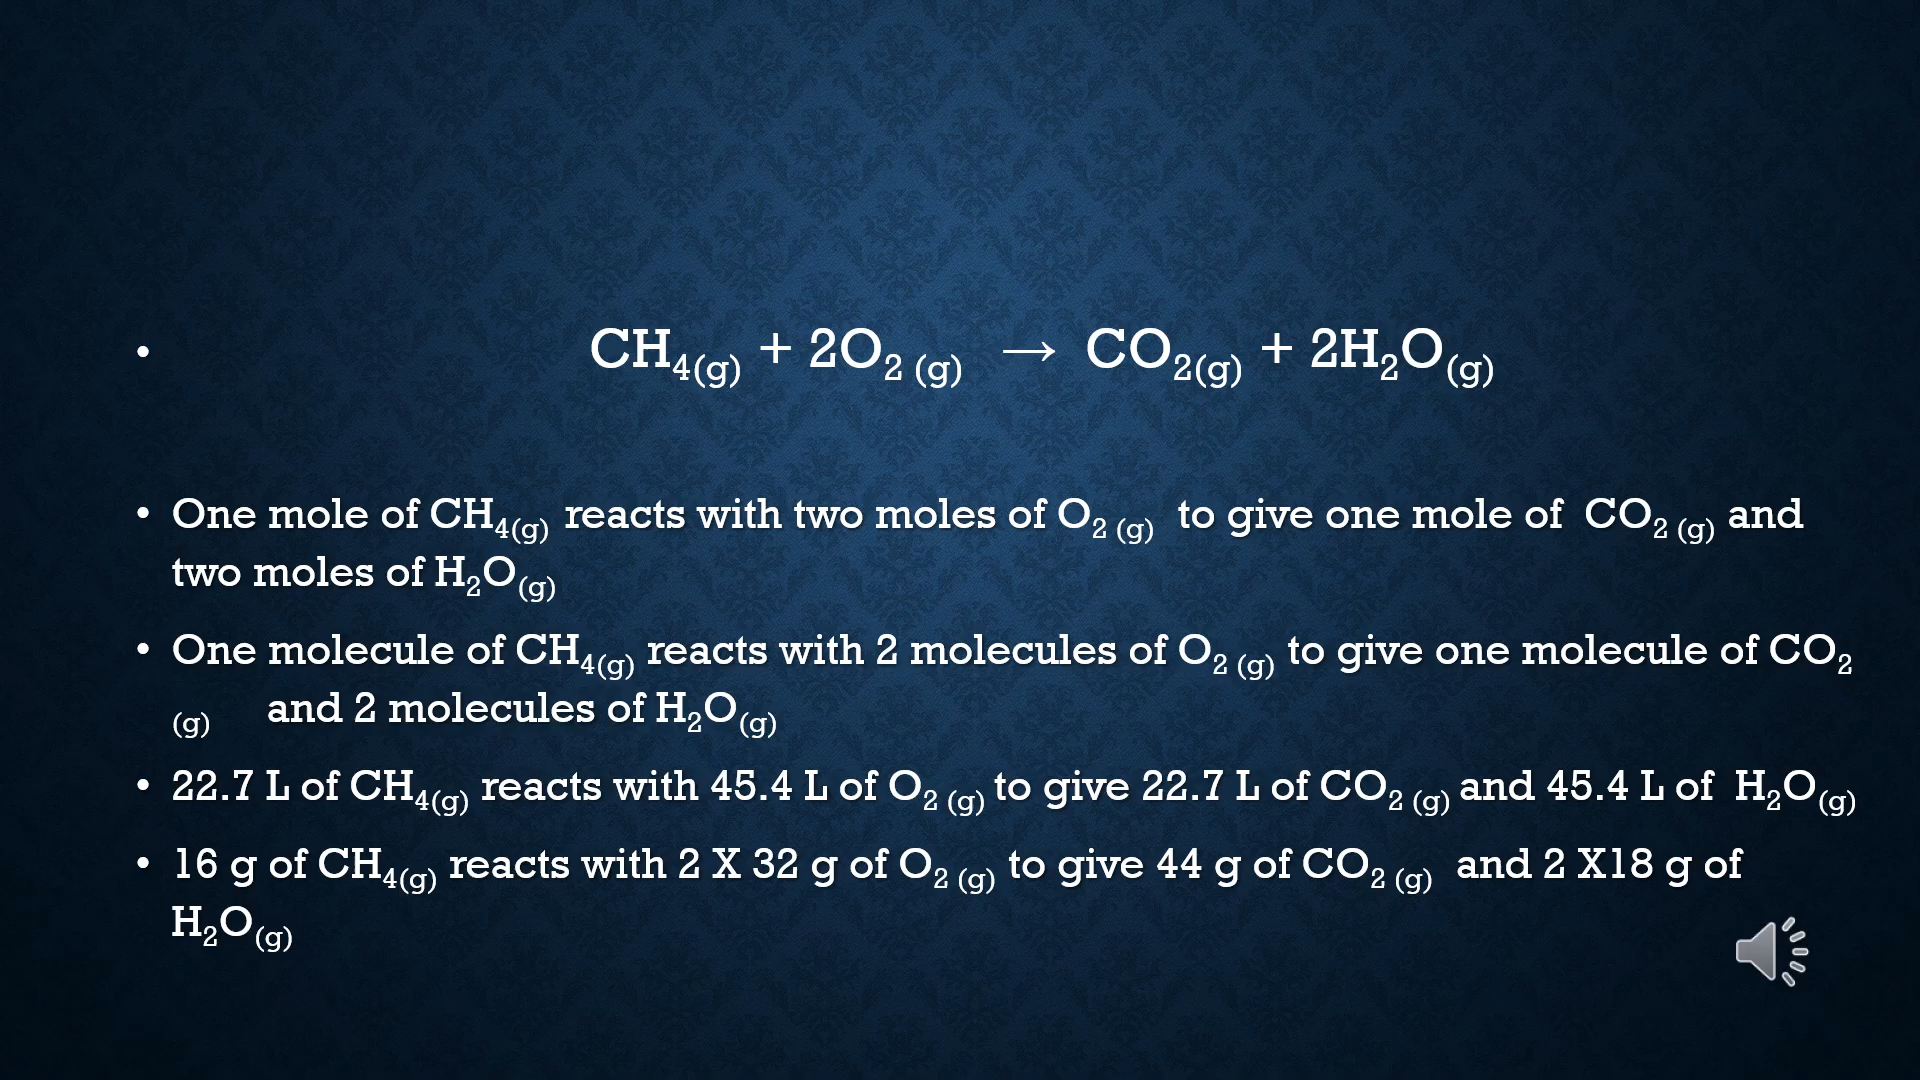 • CH₄(g) + 2O₂ (g) → CO₂(g) + 2H₂O(g)
• One mole of CH₄(g) reacts with two moles of O₂ (g) to give one mole of CO₂ (g) and
two moles of H₂O(g)
• One molecule of CH₄(g) reacts with 2 molecules of O₂ (g) to give one molecule of CO₂
(g) and 2 molecules of H₂O(g)
• 22.7 L of CH₄(g) reacts with 45.4 L of O₂ (g) to give 22.7 L of CO₂ (g) and 45.4 L of H₂O(g)
• 16 g of CH₄(g) reacts with 2 X 32 g of O₂ (g) to give 44 g of CO₂ (g) and 2 X18 g of
H₂O(g)